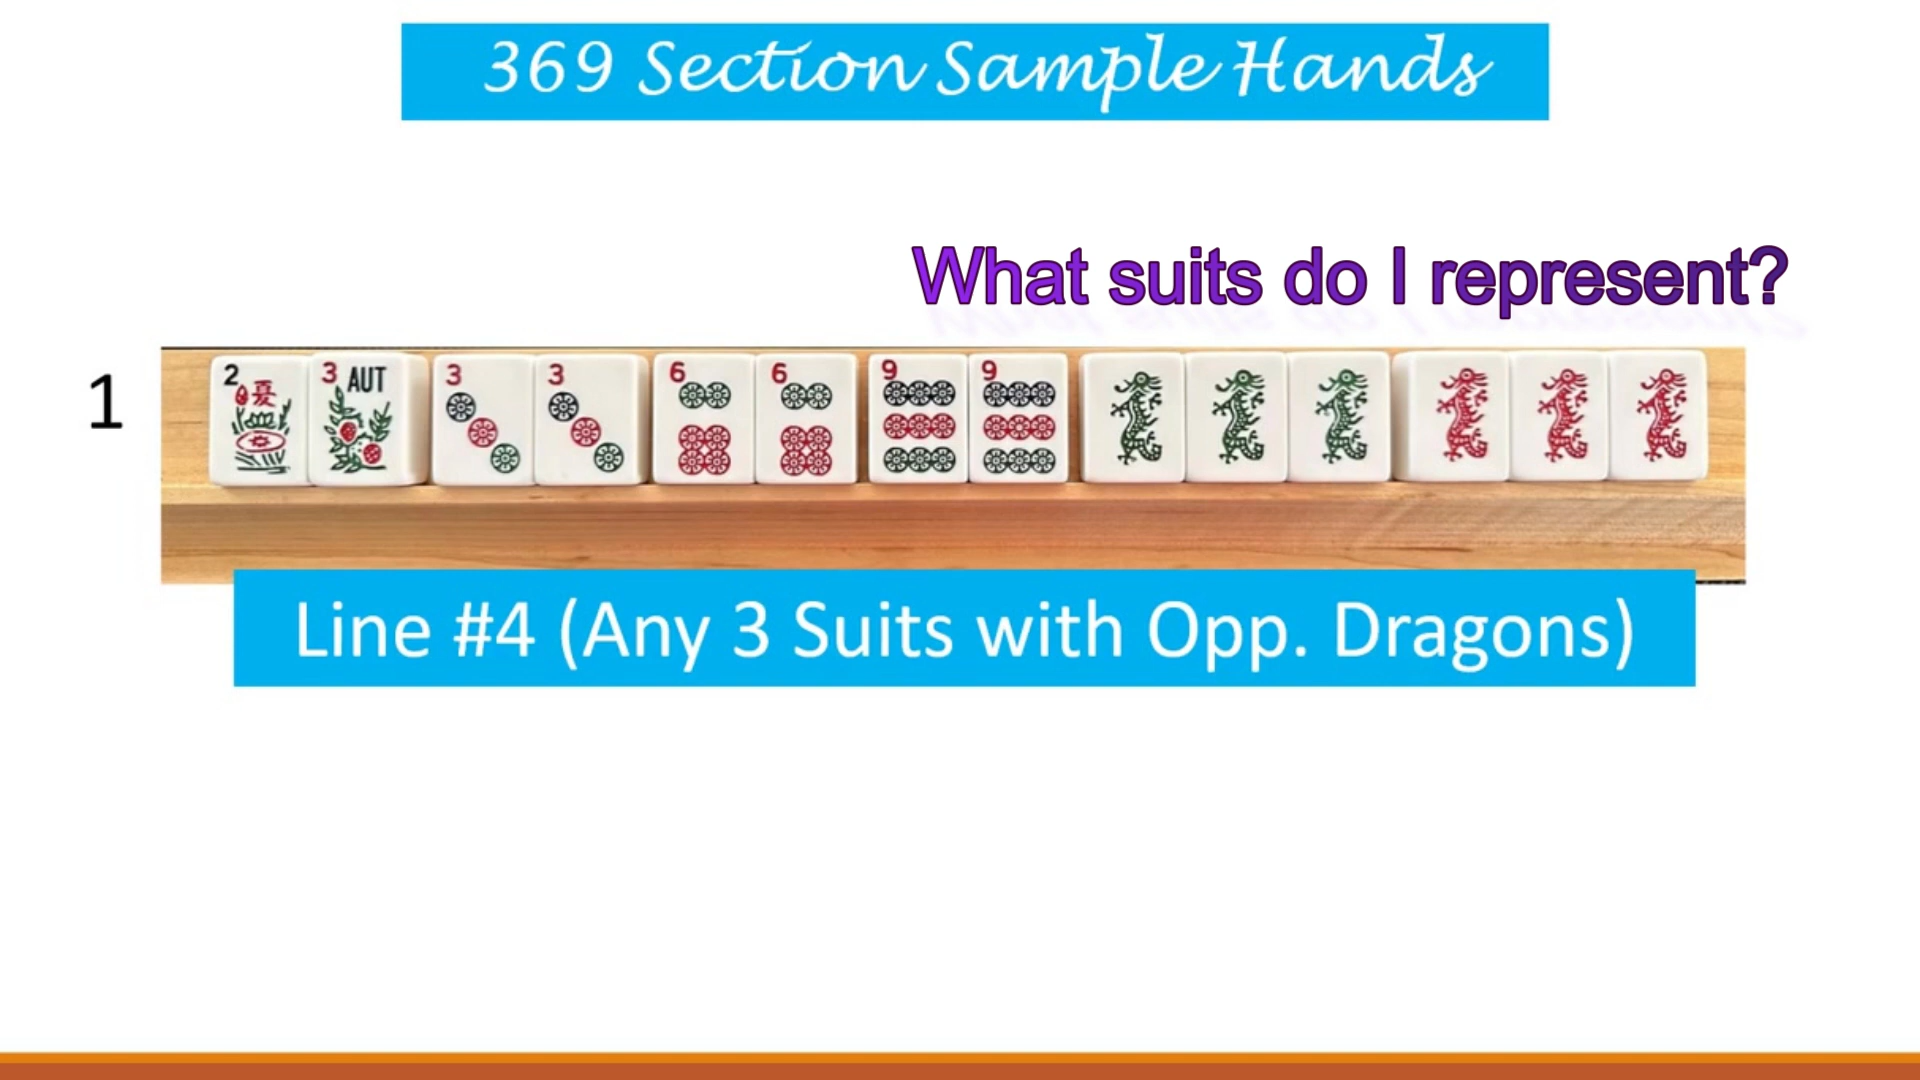 369 Section Sample Hands
What suits do I represent?
1
2 夏 3 AUT 3 3 6 6 9 9
Line #4 (Any 3 Suits with Opp. Dragons)